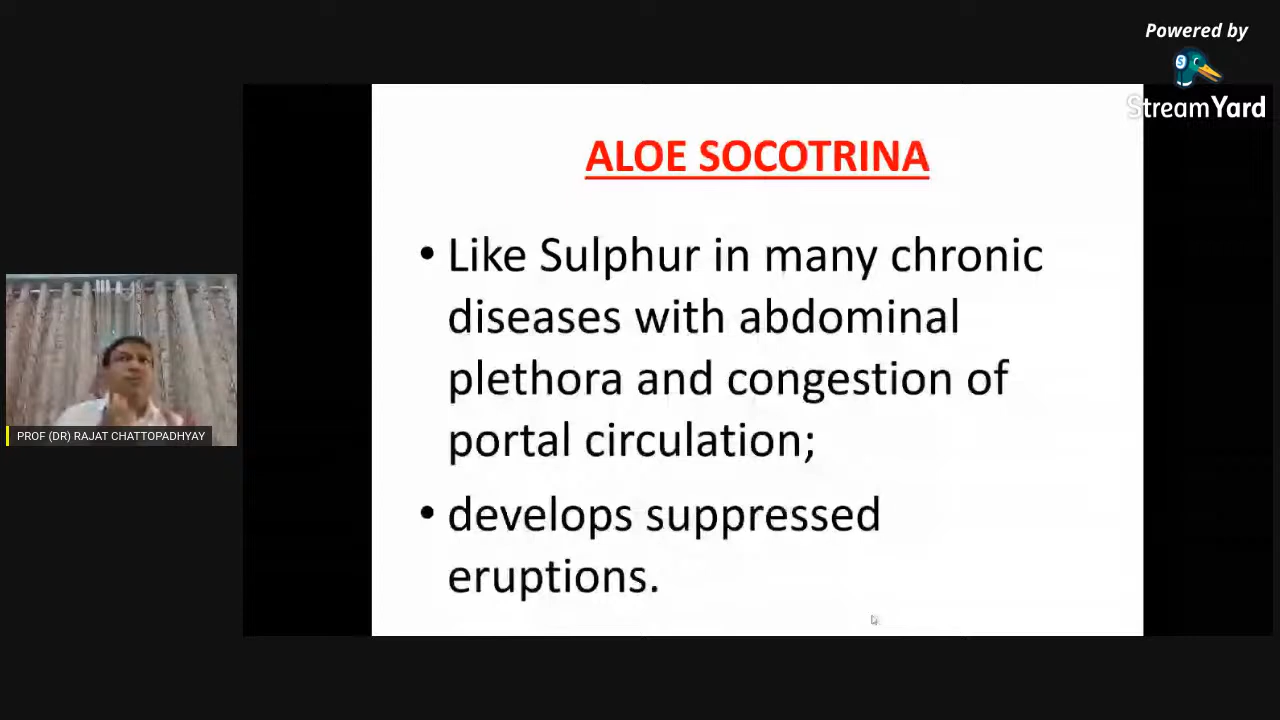 Powered by
StreamYard
ALOE SOCOTRINA
• Like Sulphur in many chronic
diseases with abdominal
plethora and congestion of
portal circulation;
• develops suppressed
eruptions.
PROF (DR) RAJAT CHATTOPADHYAY